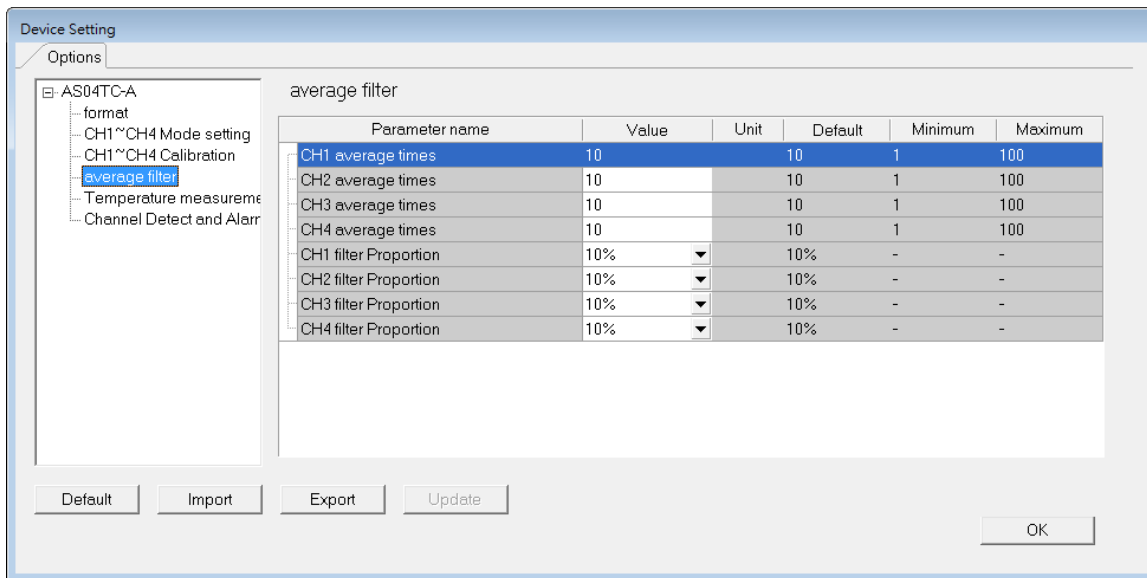 Device Setting
Options
AS04TC-A
format
CH1~CH4 Mode setting
CH1~CH4 Calibration
average filter
Temperature measureme
Channel Detect and Alarr
average filter
Parameter name Value Unit Default Minimum Maximum
CH1 average times 10 10 1 100
CH2 average times 10 10 1 100
CH3 average times 10 10 1 100
CH4 average times 10 10 1 100
CH1 filter Proportion 10% 10% - -
CH2 filter Proportion 10% 10% - -
CH3 filter Proportion 10% 10% - -
CH4 filter Proportion 10% 10% - -
Default Import Export Update
OK